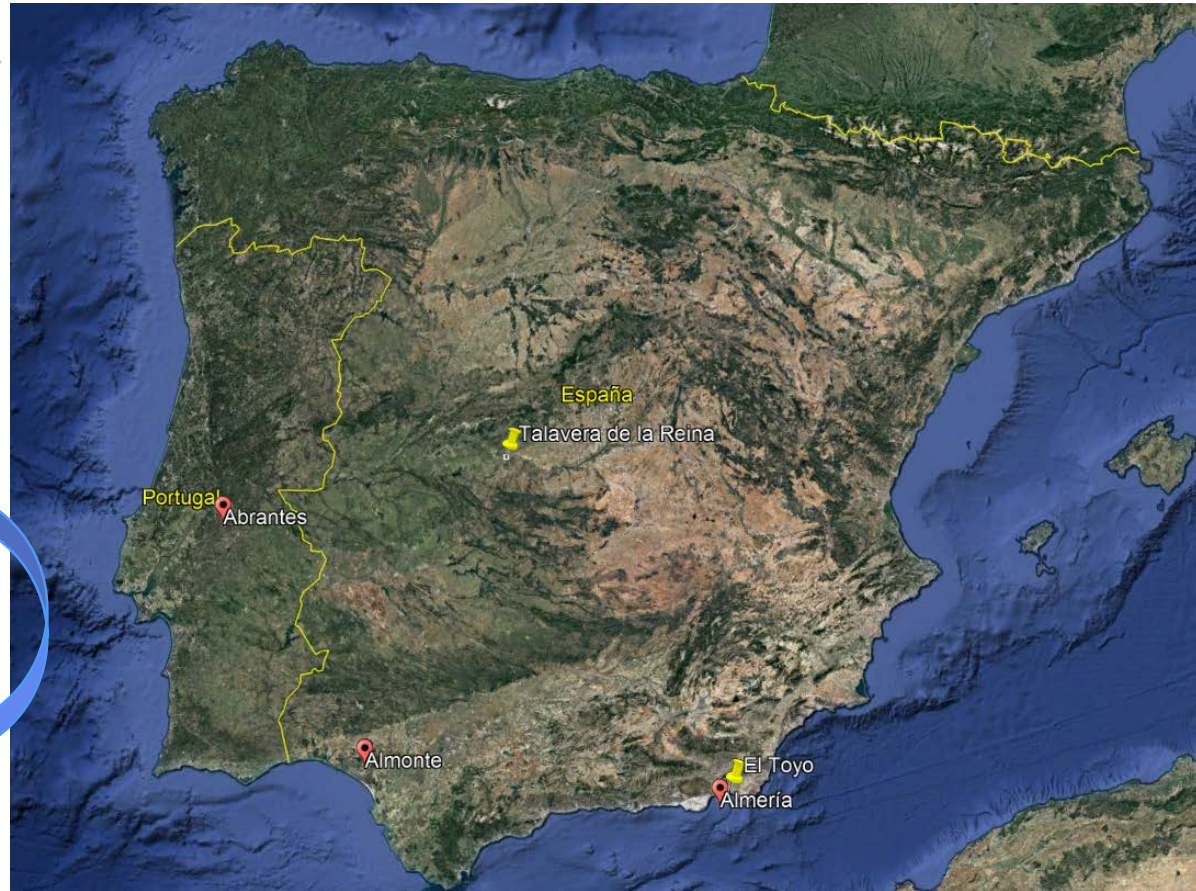 España
Talavera de la Reina
Portugal
Abrantes
Almonte
El Toyo
Almería